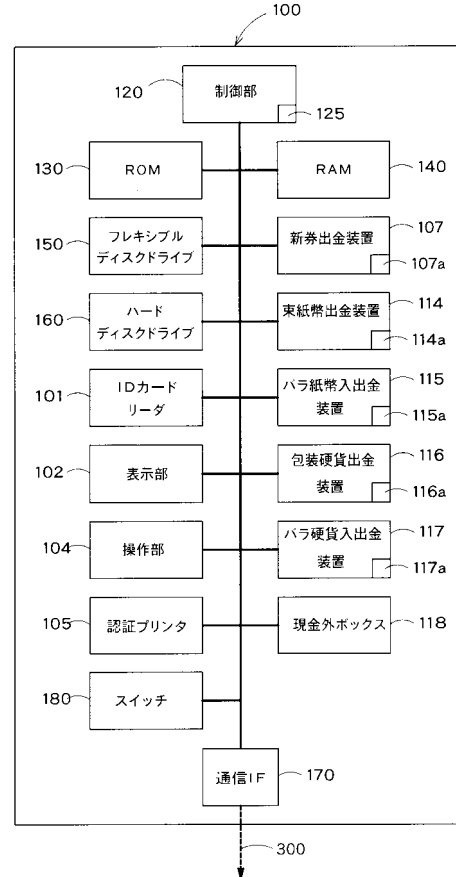 100
120
制御部
125
130
ROM
RAM
140
150
フレキシブル
ディスクドライブ
新券出金装置
107
107a
160
ハード
ディスクドライブ
束紙幣出金装置
114
114a
101
IDカード
リーダ
バラ紙幣入出金
装置
115
115a
102
表示部
包装硬貨出金
装置
116
116a
104
操作部
バラ硬貨入出金
装置
117
117a
105
認証プリンタ
現金外ボックス
118
180
スイッチ
通信IF
170
300